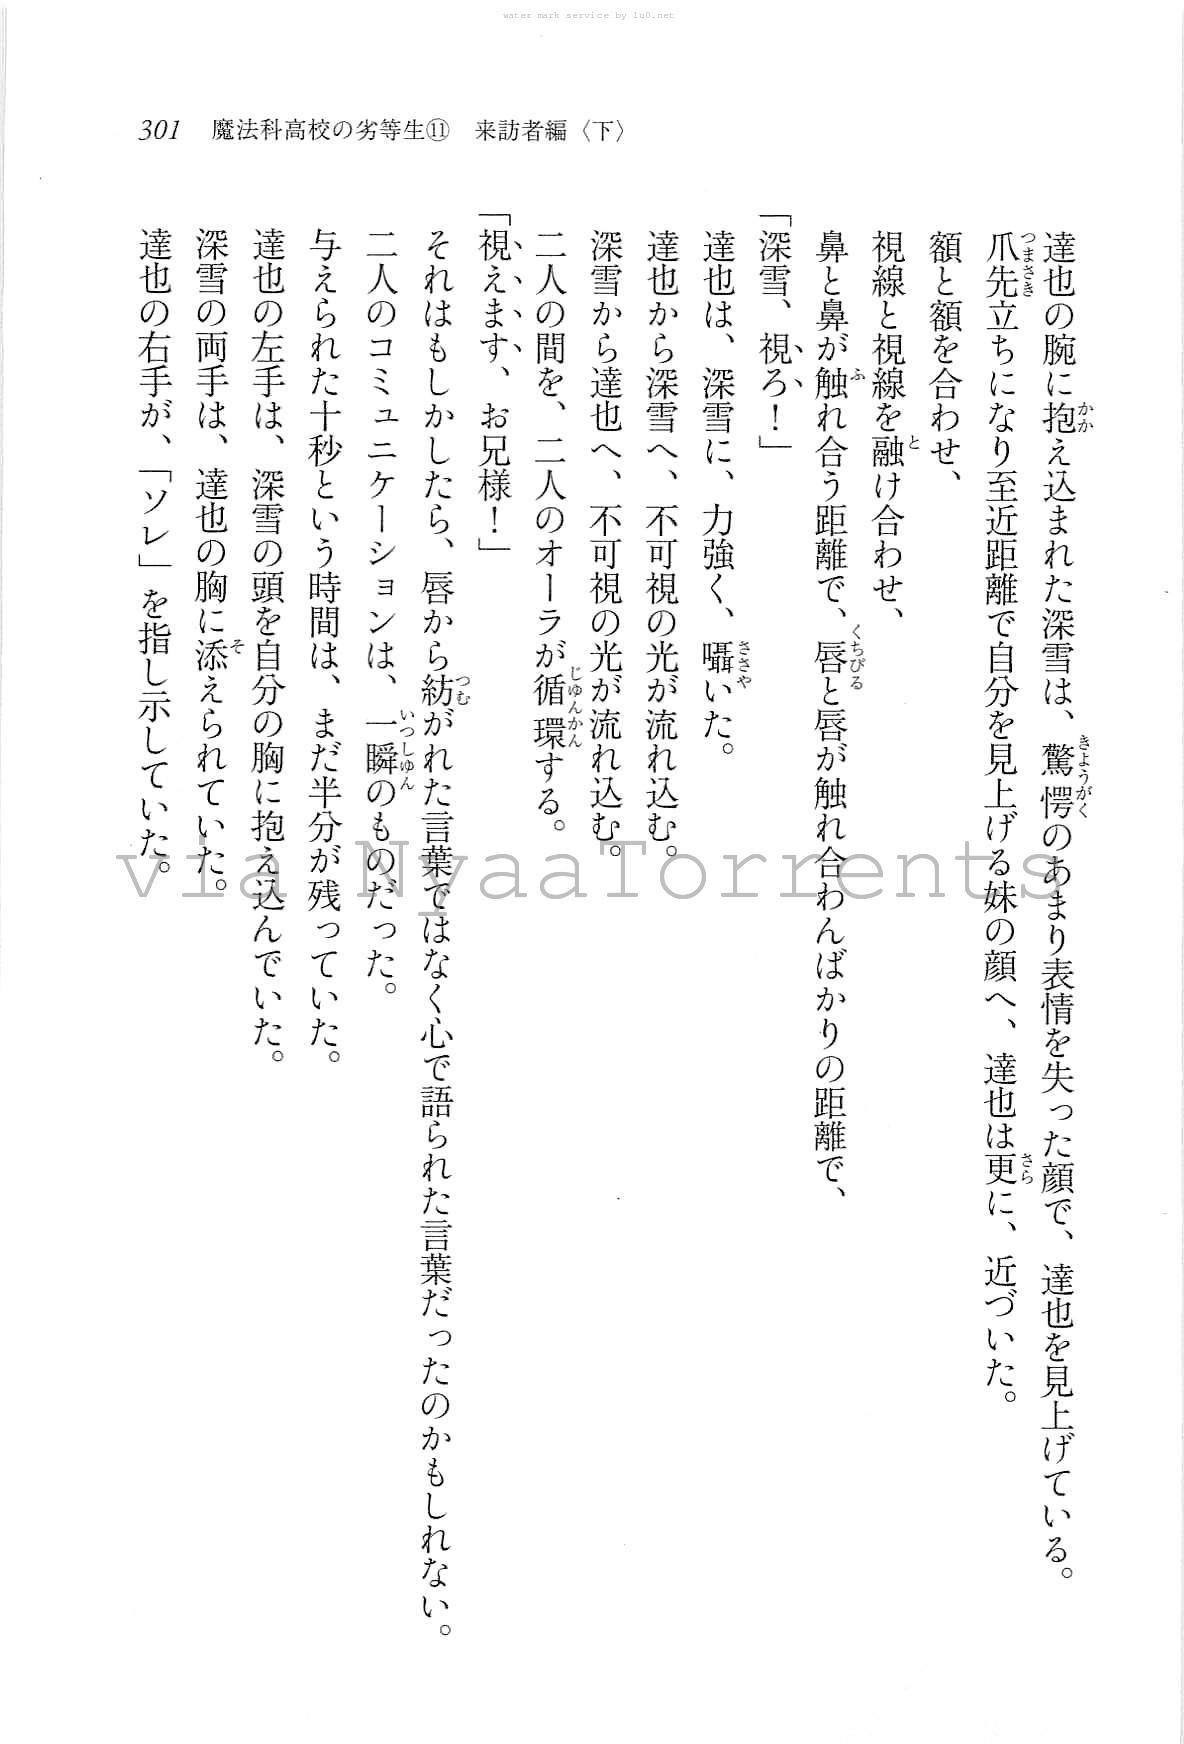 water mark service by lu0.net
301 魔法科高校の劣等生⑪ 来訪者編〈下〉
達也の腕に抱え込まれた深雪は、驚愕のあまり表情を失った顔で、達也を見上げている。
爪先立ちになり至近距離で自分を見上げる妹の顔へ、達也は更に、近づいた。
額と額を合わせ、
視線と視線を融け合わせ、
鼻と鼻が触れ合う距離で、唇と唇が触れ合わんばかりの距離で、
「深雪、視ろ！」
達也は、深雪に、力強く、囁いた。
達也から深雪へ、不可視の光が流れ込む。
深雪から達也へ、不可視の光が流れ込む。
二人の間を、二人のオーラが循環する。
「視えます、お兄様！」
それはもしかしたら、唇から紡がれた言葉ではなく心で語られた言葉だったのかもしれない。
二人のコミュニケーションは、一瞬のものだった。
与えられた十秒という時間は、まだ半分が残っていた。
達也の左手は、深雪の頭を自分の胸に抱え込んでいた。
深雪の両手は、達也の胸に添えられていた。
達也の右手が、「ソレ」を指し示していた。
via NyaaTorrents